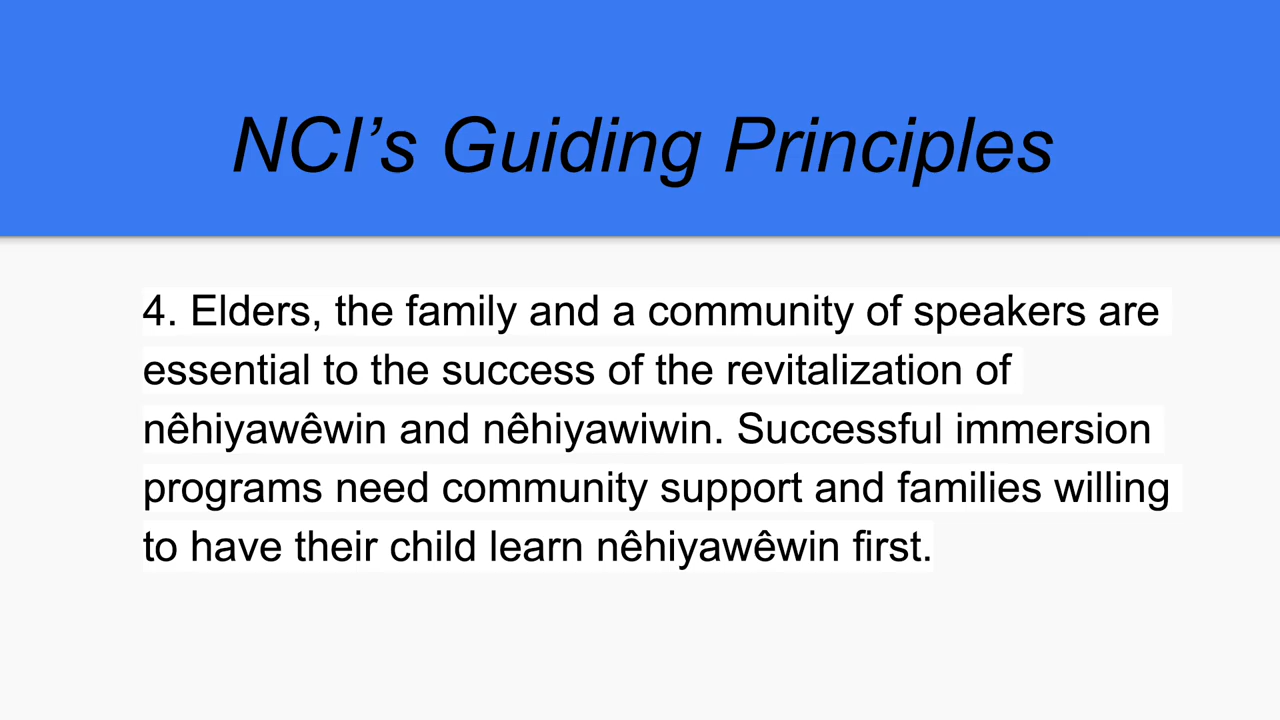 NCI’s Guiding Principles
4. Elders, the family and a community of speakers are
essential to the success of the revitalization of
nêhiyawêwin and nêhiyawiwin. Successful immersion
programs need community support and families willing
to have their child learn nêhiyawêwin first.